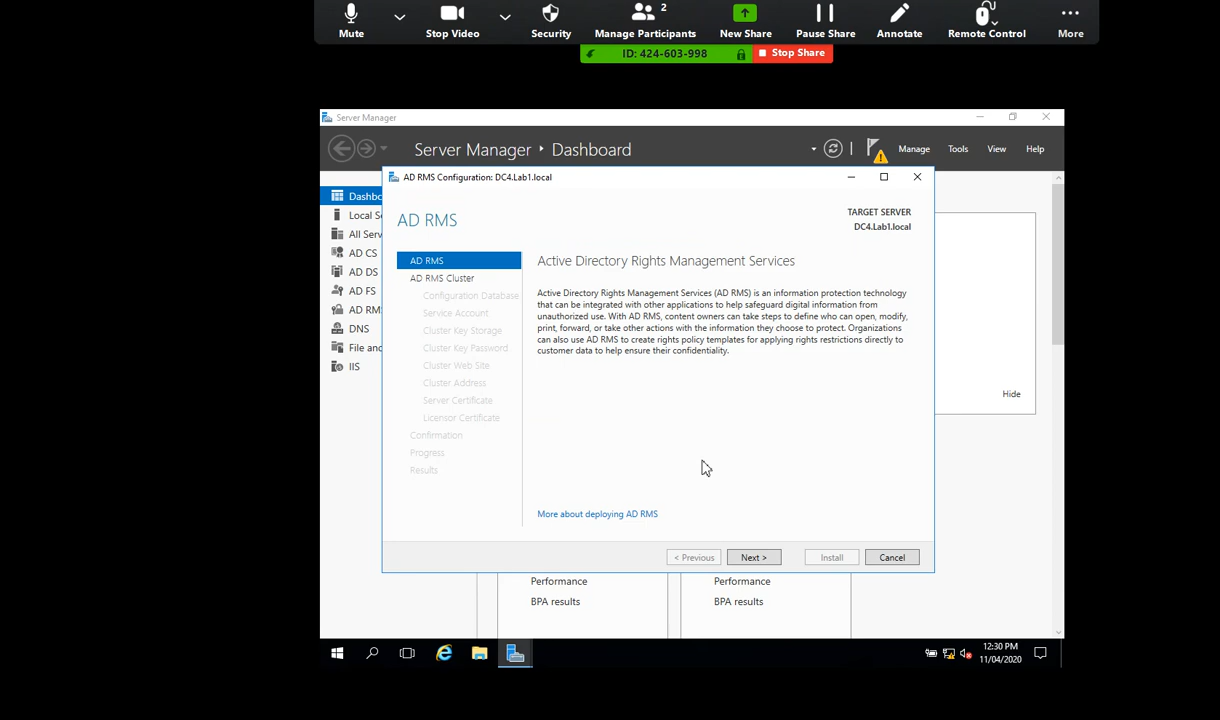 2
Mute
Stop Video
Security
Manage Participants
New Share
Pause Share
Annotate
Remote Control
More
ID: 424-603-998
Stop Share
Server Manager
Server Manager • Dashboard
Manage
Tools
View
Help
AD RMS Configuration: DC4.Lab1.local
AD RMS
TARGET SERVER
DC4.Lab1.local
Dashbo
Local Se
All Serv
AD CS
AD DS
AD FS
AD RM
DNS
File and
IIS
AD RMS
AD RMS Cluster
Configuration Database
Service Account
Cluster Key Storage
Cluster Key Password
Cluster Web Site
Cluster Address
Server Certificate
Licensor Certificate
Confirmation
Progress
Results
Active Directory Rights Management Services
Active Directory Rights Management Services (AD RMS) is an information protection technology
that can be integrated with other applications to help safeguard digital information from
unauthorized use. With AD RMS, content owners can take steps to define who can open, modify,
print, forward, or take other actions with the information they choose to protect. Organizations
can also use AD RMS to create rights policy templates for applying rights restrictions directly to
customer data to help ensure their confidentiality.
Hide
More about deploying AD RMS
< Previous
Next >
Install
Cancel
Performance
BPA results
Performance
BPA results
12:30 PM
11/04/2020